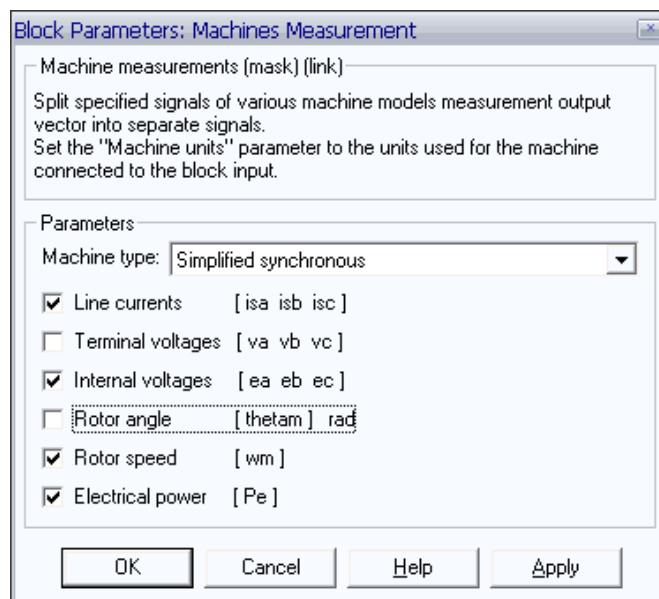 Block Parameters: Machines Measurement
Machine measurements (mask) (link)
Split specified signals of various machine models measurement output
vector into separate signals.
Set the "Machine units" parameter to the units used for the machine
connected to the block input.
Parameters
Machine type: Simplified synchronous
Line currents [ isa isb isc ]
Terminal voltages [ va vb vc ]
Internal voltages [ ea eb ec ]
Rotor angle [ thetam ] rad
Rotor speed [ wm ]
Electrical power [ Pe ]
OK Cancel Help Apply